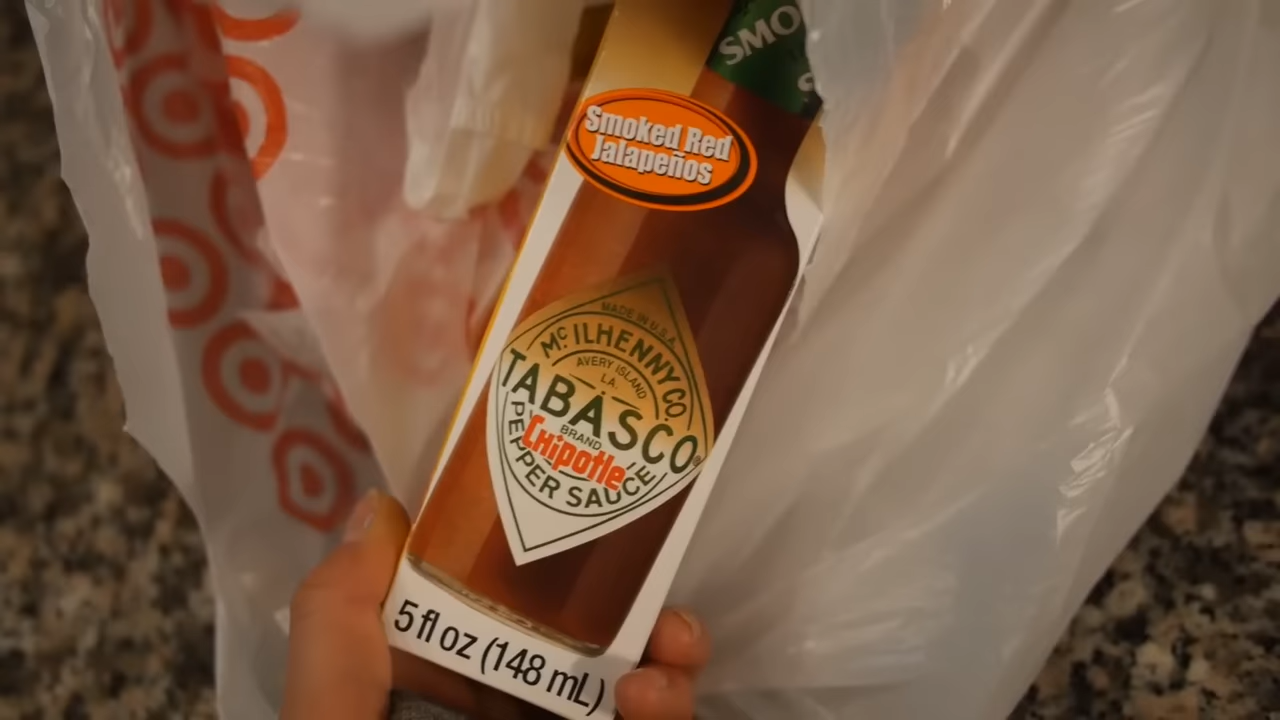 SMO
Smoked Red
Jalapeños
MADE IN U.S.A.
McILHENNY CO.
AVERY ISLAND
LA.
TABASCO®
BRAND
CHipotle
PEPPER SAUCE
5 fl oz (148 mL)